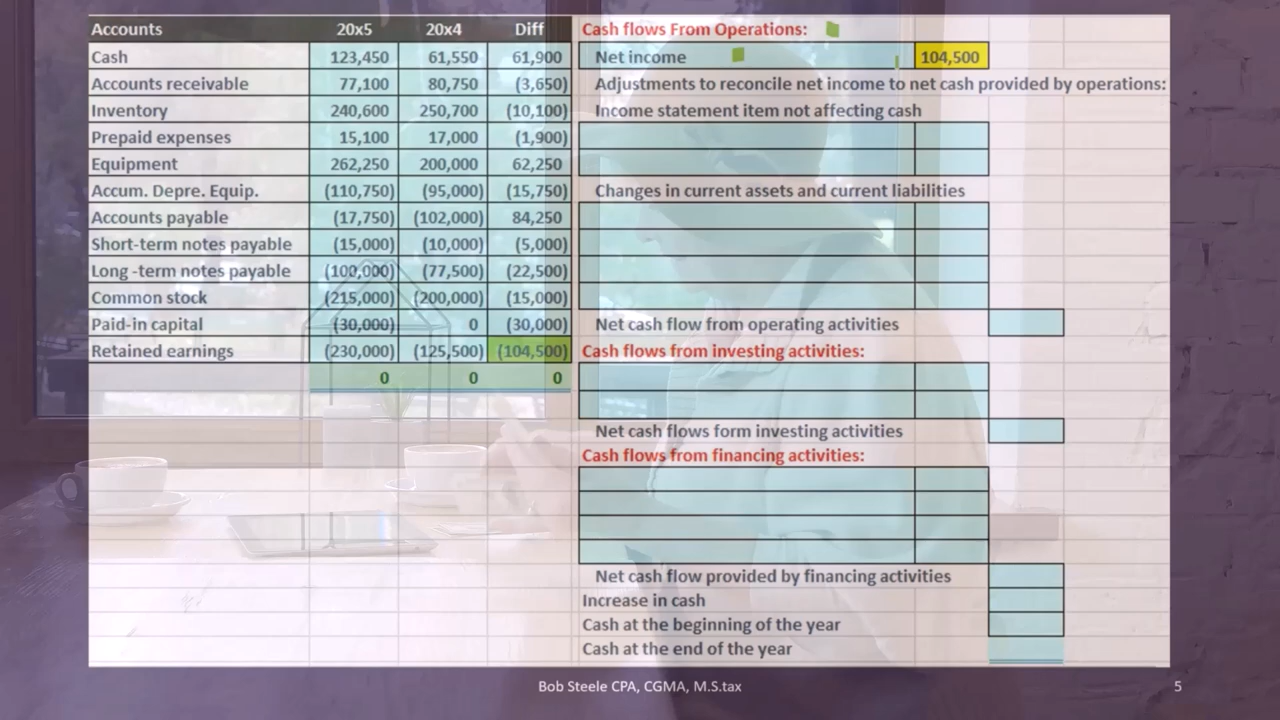 Accounts 20x5 20x4 Diff
Cash 123,450 61,550 61,900
Accounts receivable 77,100 80,750 (3,650)
Inventory 240,600 250,700 (10,100)
Prepaid expenses 15,100 17,000 (1,900)
Equipment 262,250 200,000 62,250
Accum. Depre. Equip. (110,750) (95,000) (15,750)
Accounts payable (17,750) (102,000) 84,250
Short-term notes payable (15,000) (10,000) (5,000)
Long -term notes payable (100,000) (77,500) (22,500)
Common stock (215,000) (200,000) (15,000)
Paid-in capital (30,000) 0 (30,000)
Retained earnings (230,000) (125,500) (104,500)
0 0 0
Cash flows From Operations:
Net income 104,500
Adjustments to reconcile net income to net cash provided by operations:
Income statement item not affecting cash
Changes in current assets and current liabilities
Net cash flow from operating activities
Cash flows from investing activities:
Net cash flows form investing activities
Cash flows from financing activities:
Net cash flow provided by financing activities
Increase in cash
Cash at the beginning of the year
Cash at the end of the year
Bob Steele CPA, CGMA, M.S.tax
5